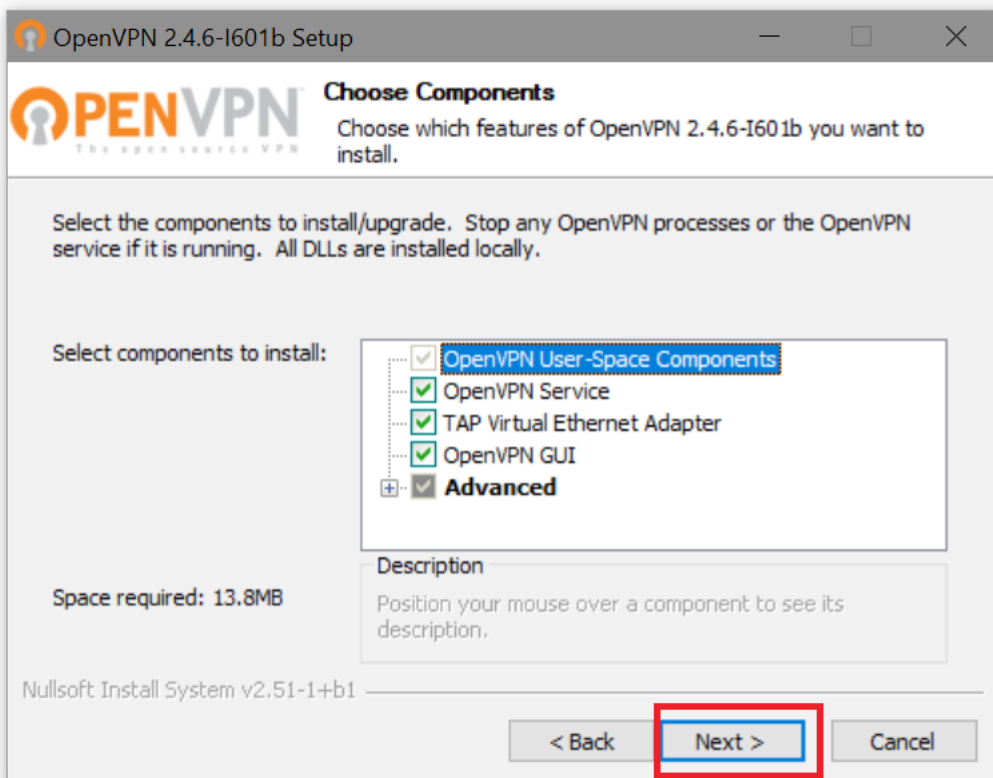 OpenVPN 2.4.6-I601b Setup
OPENVPN
The open source VPN
Choose Components
Choose which features of OpenVPN 2.4.6-I601b you want to
install.
Select the components to install/upgrade.  Stop any OpenVPN processes or the OpenVPN
service if it is running.  All DLLs are installed locally.
Select components to install:
OpenVPN User-Space Components
OpenVPN Service
TAP Virtual Ethernet Adapter
OpenVPN GUI
Advanced
Space required: 13.8MB
Description
Position your mouse over a component to see its
description.
Nullsoft Install System v2.51-1+b1
< Back
Next >
Cancel